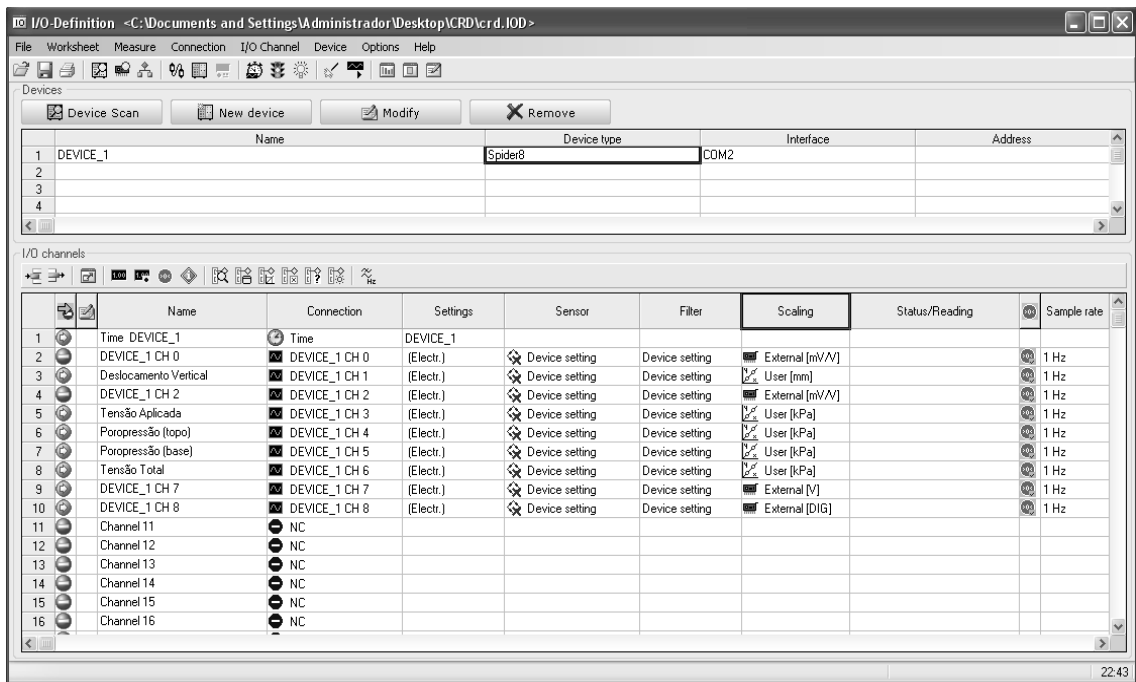 I/O-Definition <C:\Documents and Settings\Administrador\Desktop\CRD\crd.IOD>
File Worksheet Measure Connection I/O Channel Device Options Help
Devices
Device Scan New device Modify Remove
Name Device type Interface Address
1 DEVICE_1 Spider8 COM2
2
3
4
I/O channels
Name Connection Settings Sensor Filter Scaling Status/Reading Sample rate
1 Time DEVICE_1 Time DEVICE_1
2 DEVICE_1 CH 0 DEVICE_1 CH 0 (Electr.) Device setting Device setting External [mV/V] 1 Hz
3 Deslocamento Vertical DEVICE_1 CH 1 (Electr.) Device setting Device setting User [mm] 1 Hz
4 DEVICE_1 CH 2 DEVICE_1 CH 2 (Electr.) Device setting Device setting External [mV/V] 1 Hz
5 Tensão Aplicada DEVICE_1 CH 3 (Electr.) Device setting Device setting User [kPa] 1 Hz
6 Poropressão (topo) DEVICE_1 CH 4 (Electr.) Device setting Device setting User [kPa] 1 Hz
7 Poropressão (base) DEVICE_1 CH 5 (Electr.) Device setting Device setting User [kPa] 1 Hz
8 Tensão Total DEVICE_1 CH 6 (Electr.) Device setting Device setting User [kPa] 1 Hz
9 DEVICE_1 CH 7 DEVICE_1 CH 7 (Electr.) Device setting Device setting External [V] 1 Hz
10 DEVICE_1 CH 8 DEVICE_1 CH 8 (Electr.) Device setting Device setting External [DIG] 1 Hz
11 Channel 11 NC
12 Channel 12 NC
13 Channel 13 NC
14 Channel 14 NC
15 Channel 15 NC
16 Channel 16 NC
22:43